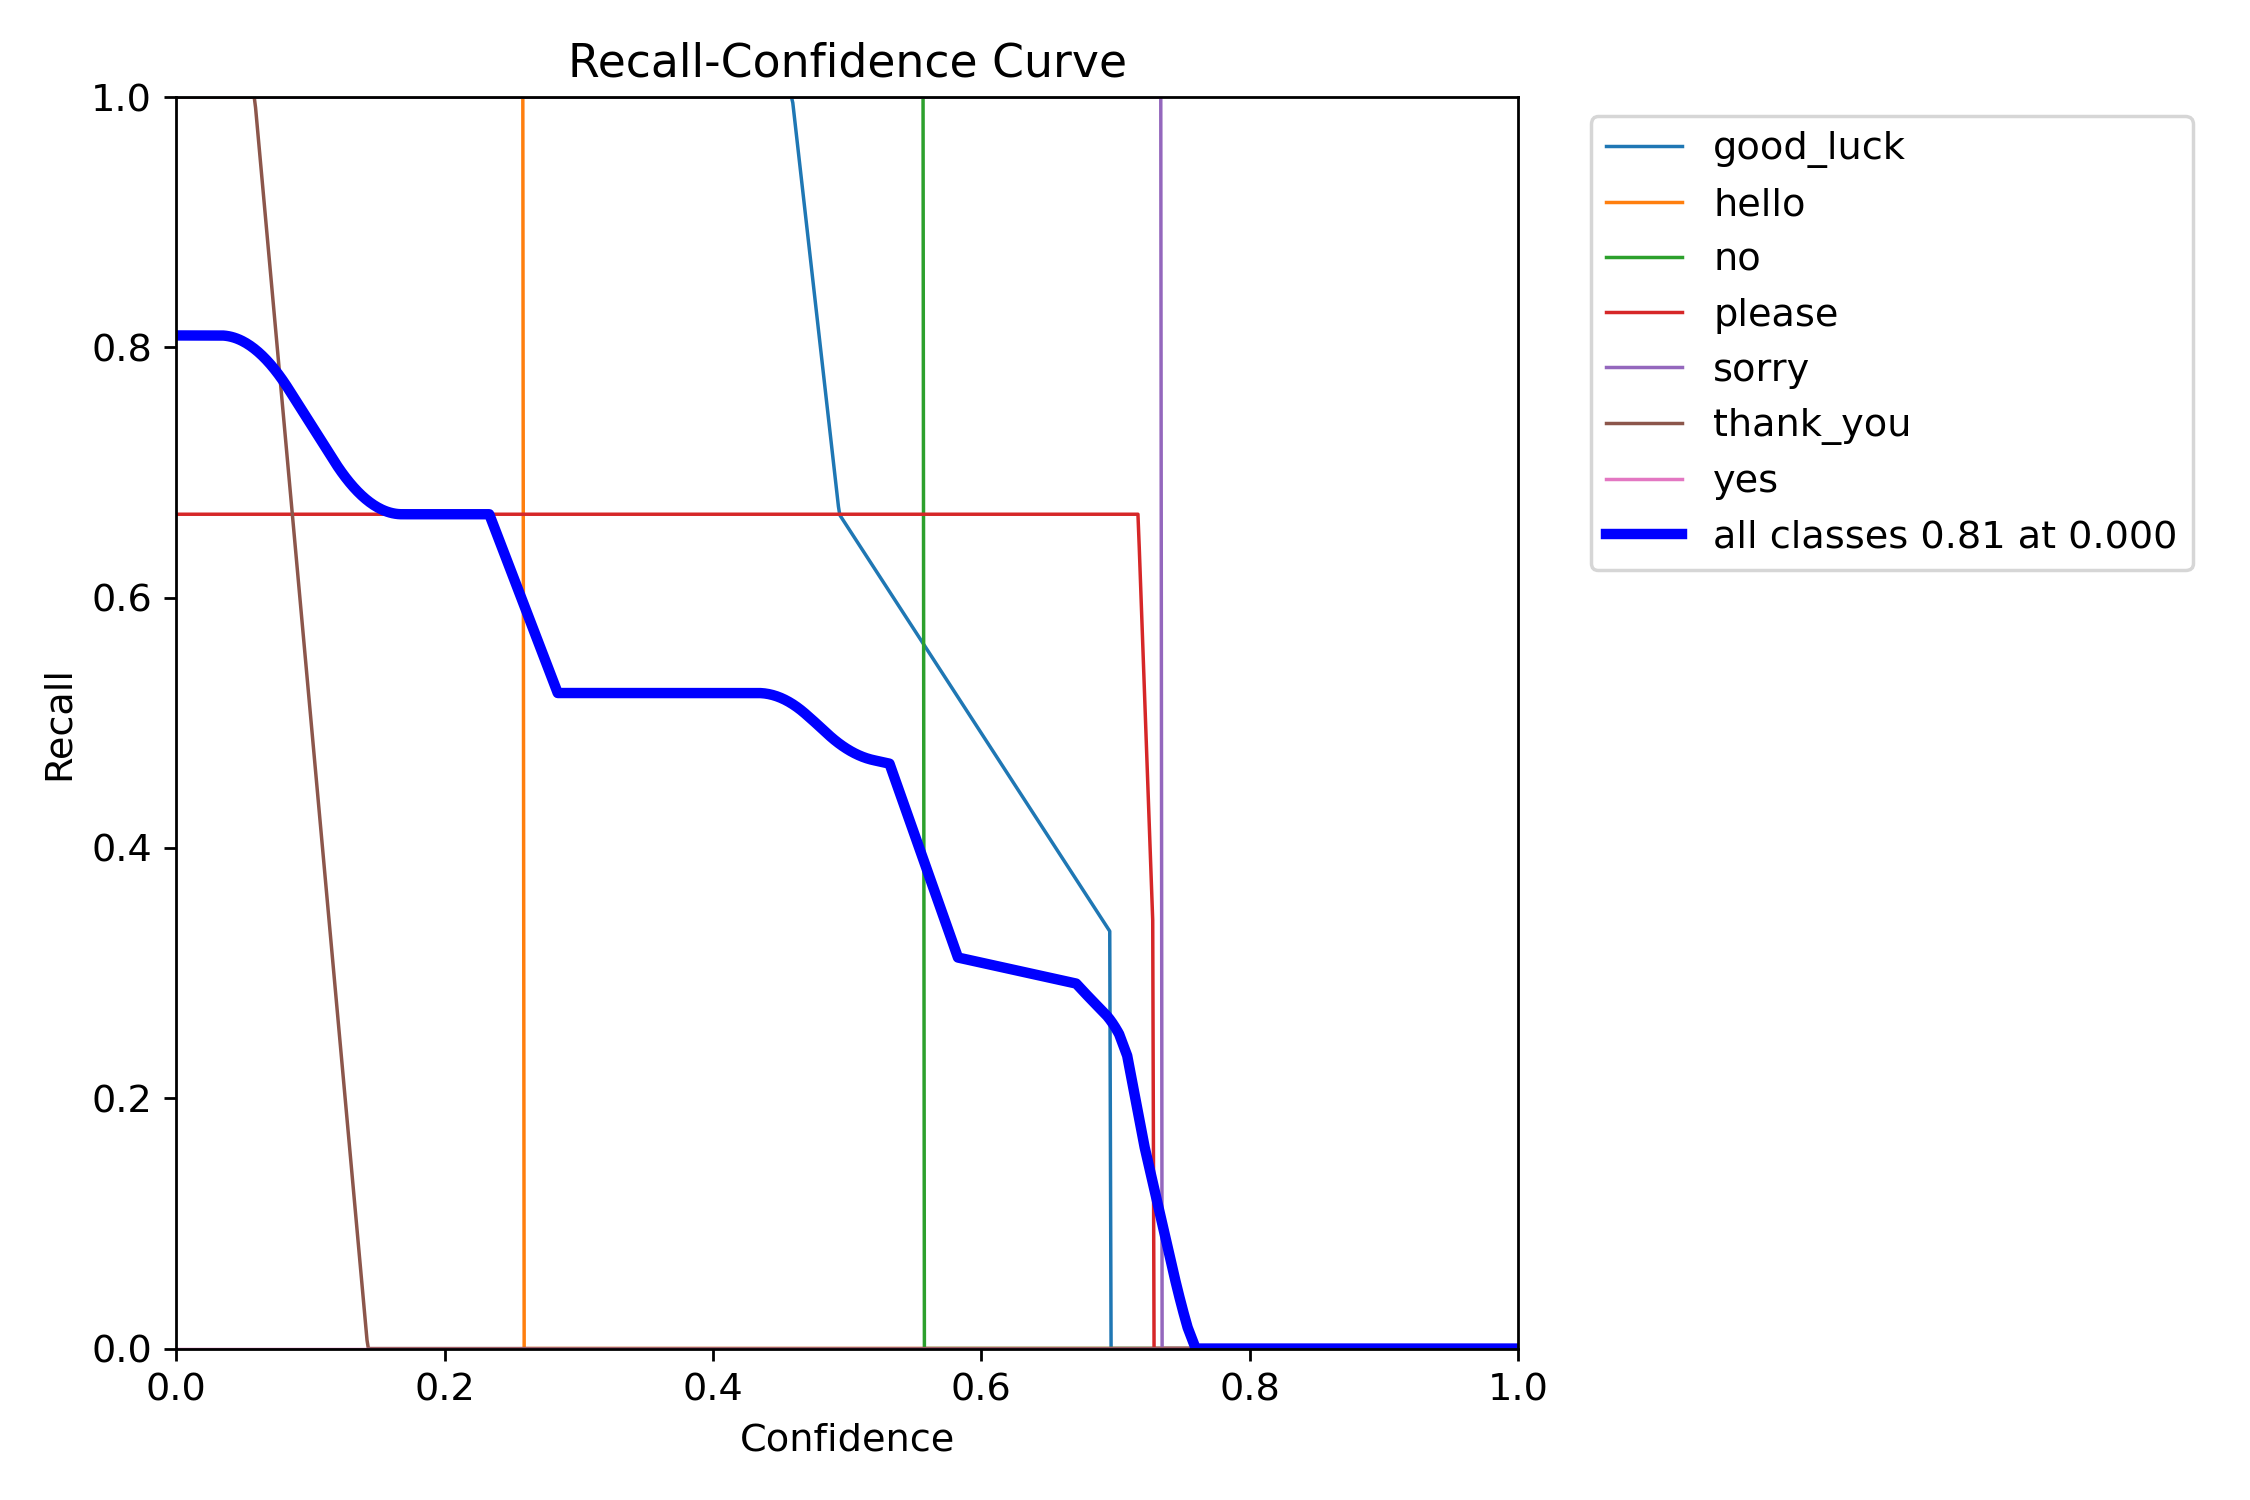 Recall-Confidence Curve
1.0
0.8
0.6
0.4
0.2
0.0
Recall
0.0 0.2 0.4 0.6 0.8 1.0
Confidence
good_luck
hello
no
please
sorry
thank_you
yes
all classes 0.81 at 0.000